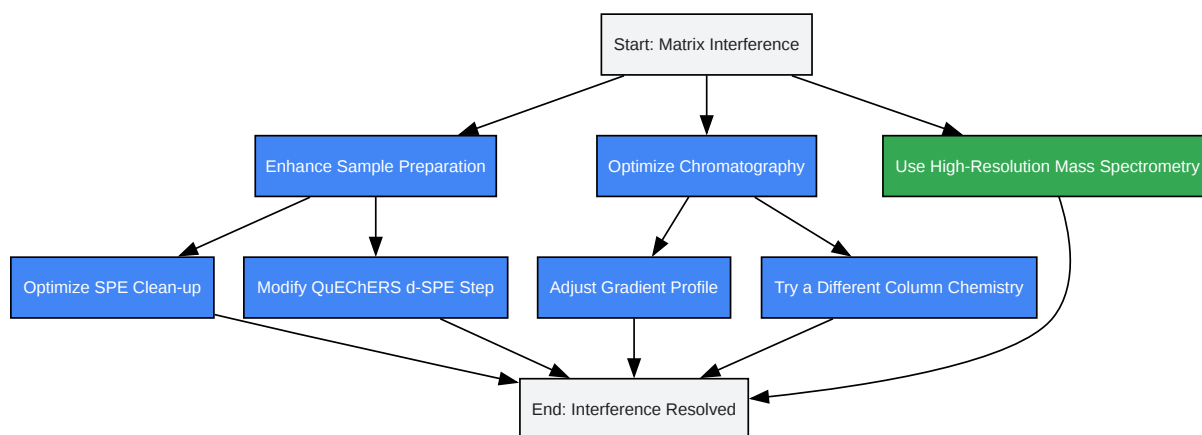 Start: Matrix Interference
Enhance Sample Preparation
Optimize Chromatography
Use High-Resolution Mass Spectrometry
Optimize SPE Clean-up
Modify QuEChERS d-SPE Step
Adjust Gradient Profile
Try a Different Column Chemistry
End: Interference Resolved